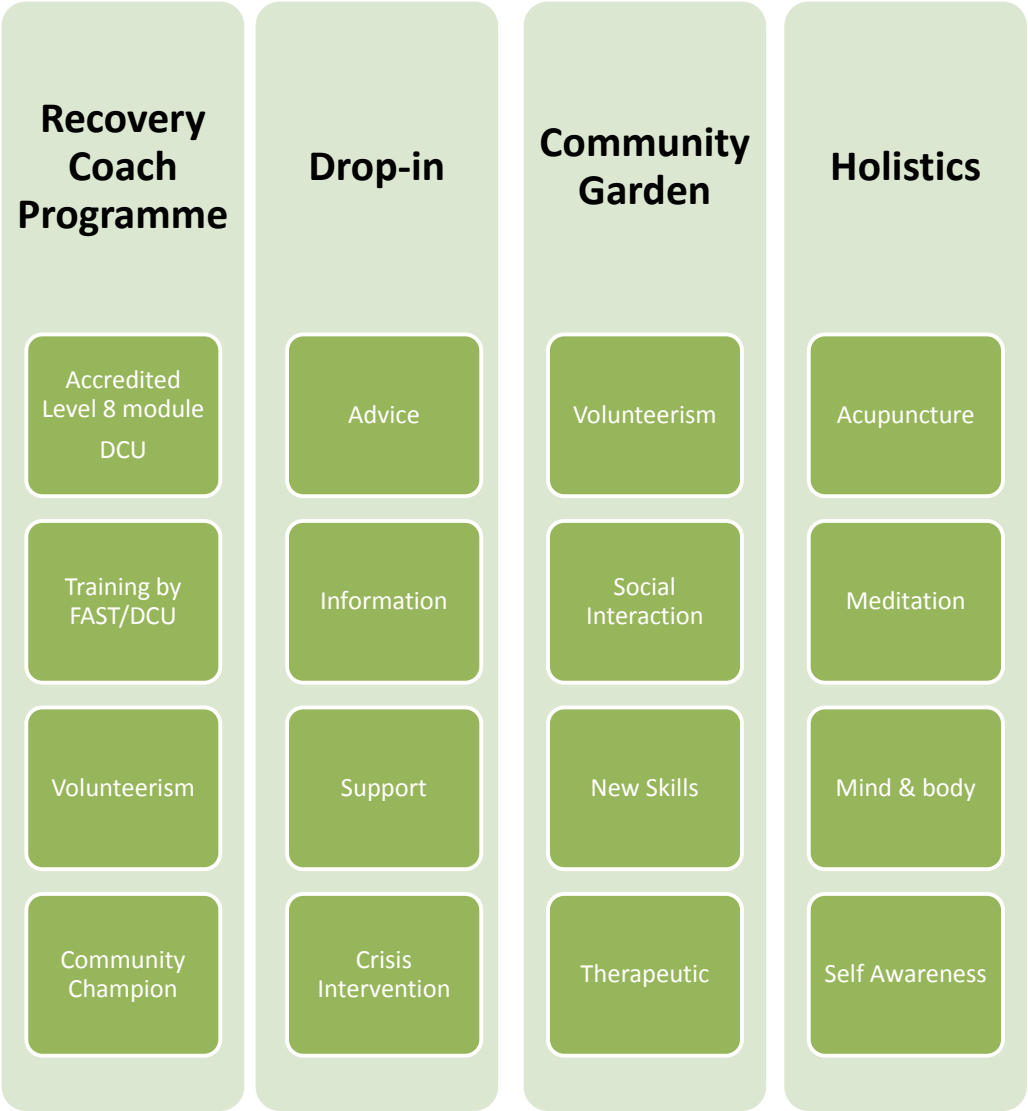 Recovery
Coach
Programme
Accredited
Level 8 module
DCU
Training by
FAST/DCU
Volunteerism
Community
Champion
Drop-in
Advice
Information
Support
Crisis
Intervention
Community
Garden
Volunteerism
Social
Interaction
New Skills
Therapeutic
Holistics
Acupuncture
Meditation
Mind & body
Self Awareness